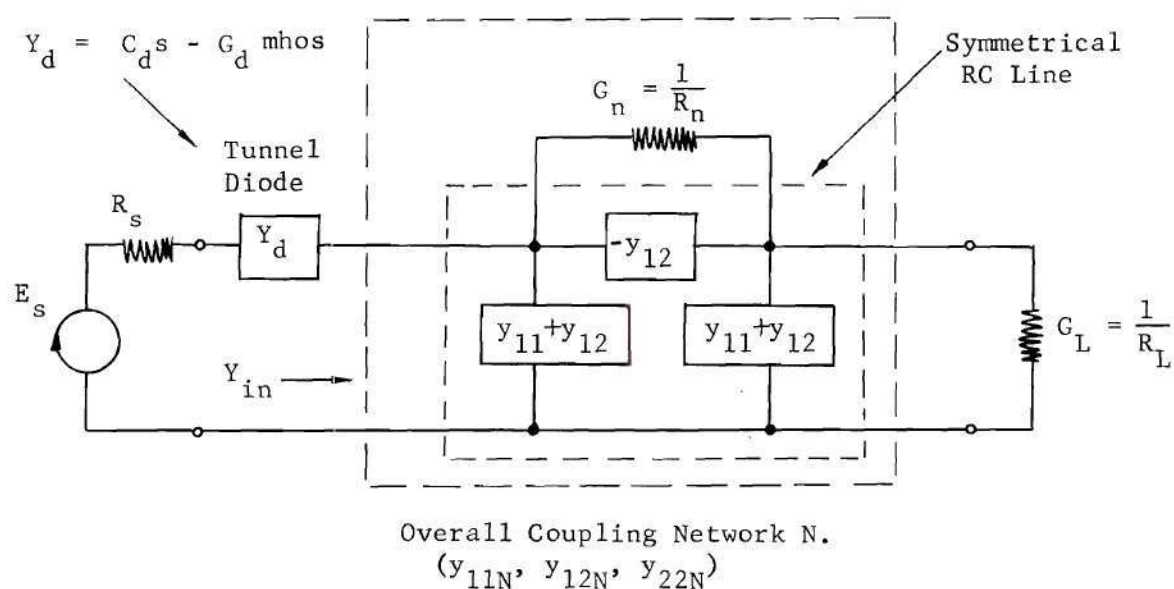 Y_d = C_d s - G_d mhos
Symmetrical
RC Line
G_n = 1/R_n
Tunnel
Diode
R_s
Y_d
-y_12
E_s
y_11+y_12
y_11+y_12
G_L = 1/R_L
Y_in
Overall Coupling Network N.
(y_11N, y_12N, y_22N)